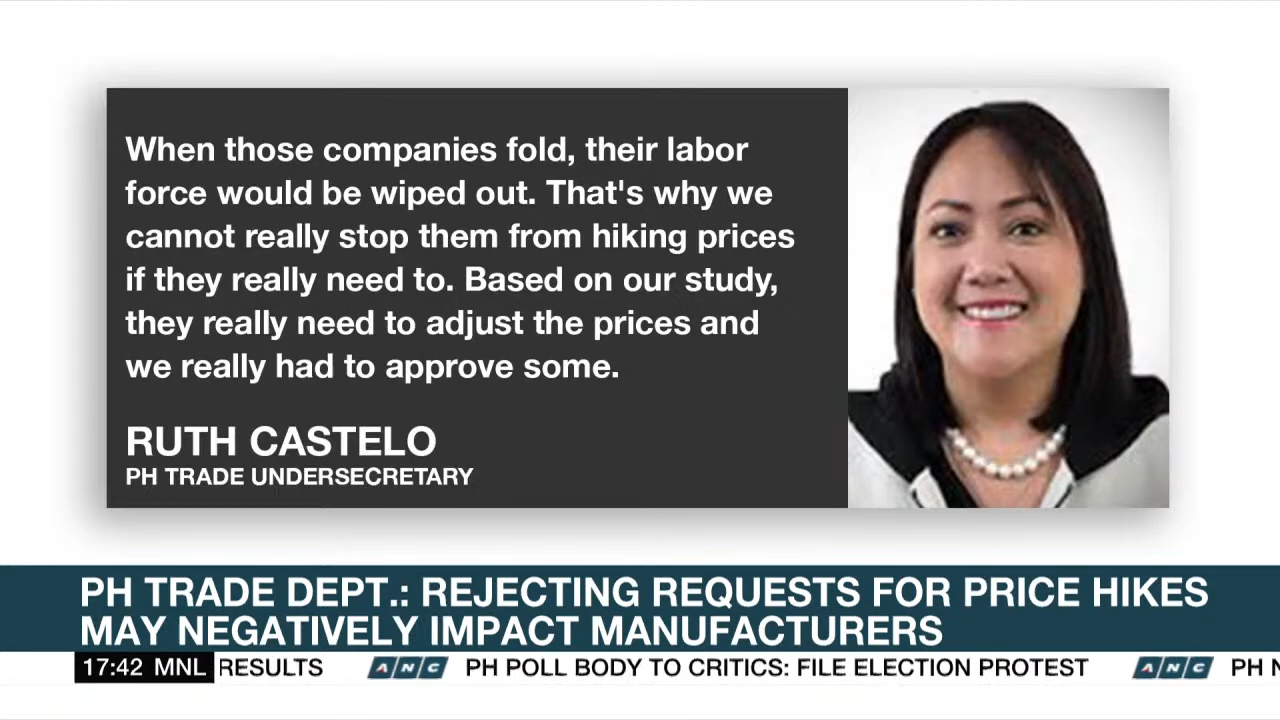 When those companies fold, their labor
force would be wiped out. That's why we
cannot really stop them from hiking prices
if they really need to. Based on our study,
they really need to adjust the prices and
we really had to approve some.
RUTH CASTELO
PH TRADE UNDERSECRETARY
PH TRADE DEPT.: REJECTING REQUESTS FOR PRICE HIKES
MAY NEGATIVELY IMPACT MANUFACTURERS
17:42 MNL RESULTS ANC PH POLL BODY TO CRITICS: FILE ELECTION PROTEST ANC PH